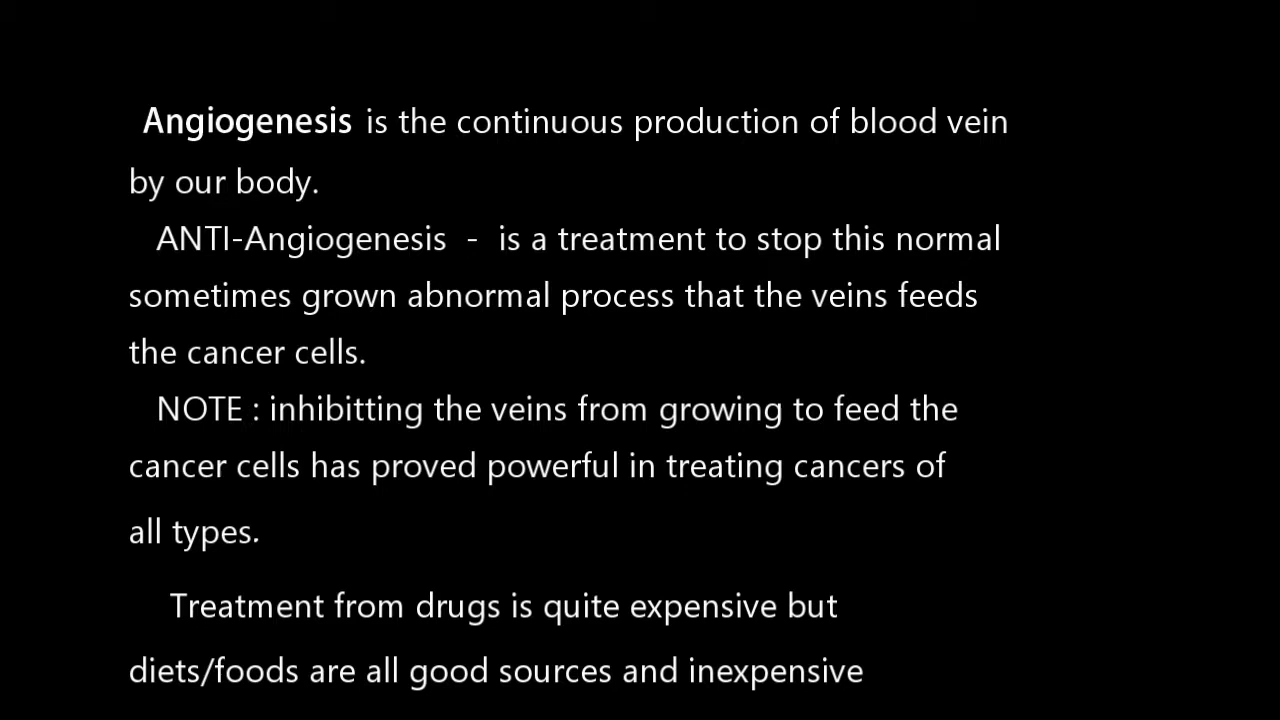 Angiogenesis is the continuous production of blood vein
by our body.
ANTI-Angiogenesis - is a treatment to stop this normal
sometimes grown abnormal process that the veins feeds
the cancer cells.
NOTE : inhibitting the veins from growing to feed the
cancer cells has proved powerful in treating cancers of
all types.
Treatment from drugs is quite expensive but
diets/foods are all good sources and inexpensive